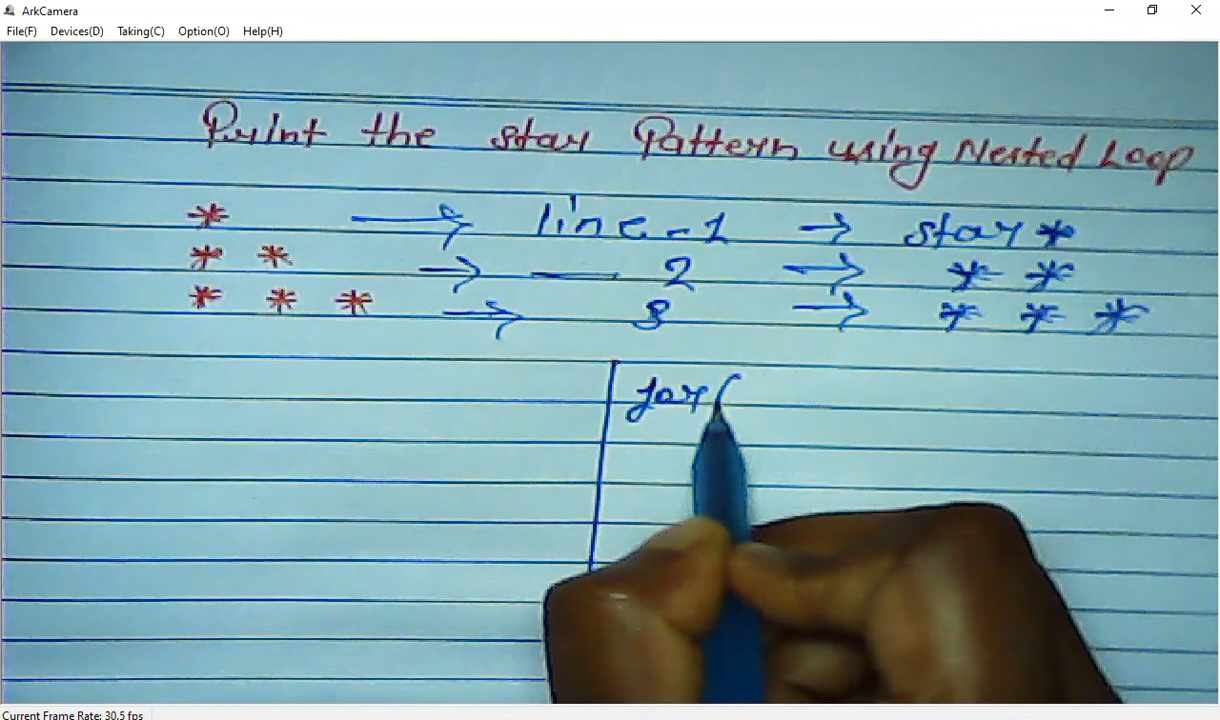 ArkCamera
File(F) Devices(D) Taking(C) Option(O) Help(H)
Print the star Pattern using Nested Loop
* → line-1 → star *
* * → — 2 → * *
* * * → 3 → * * *
for(
Current Frame Rate: 30.5 fps